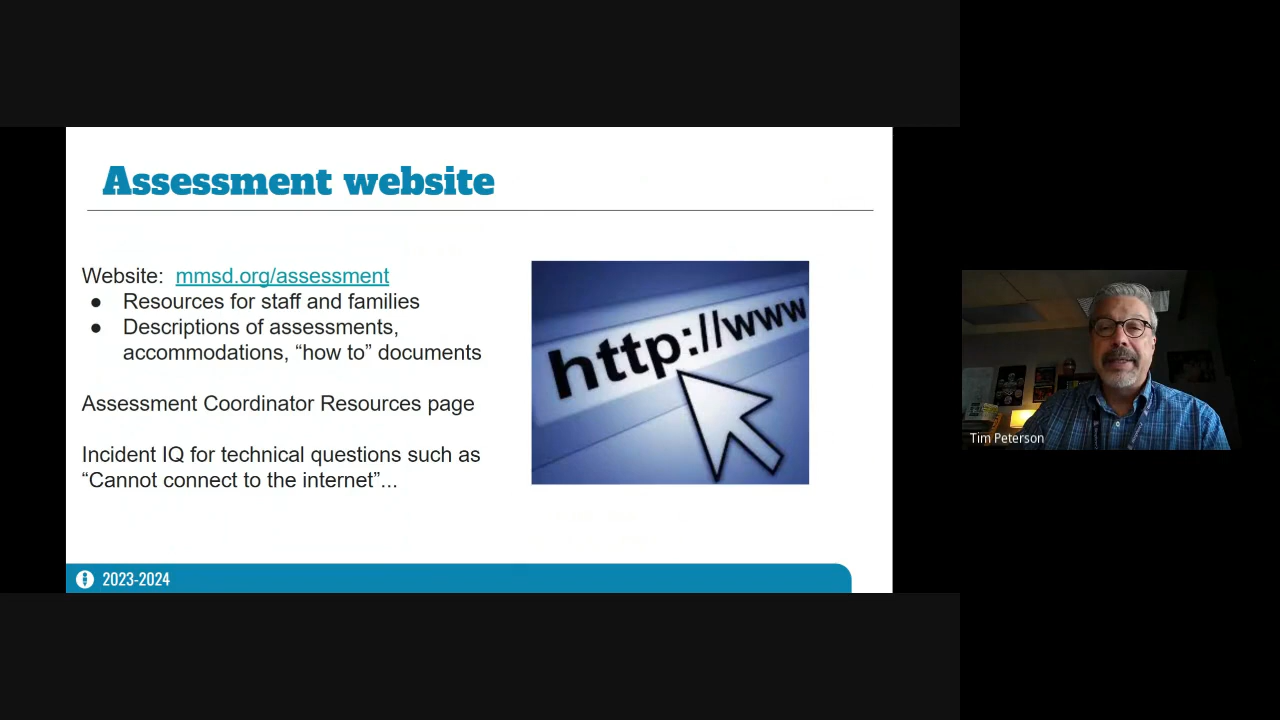 Assessment website
Website: mmsd.org/assessment
● Resources for staff and families
● Descriptions of assessments,
accommodations, “how to” documents
Assessment Coordinator Resources page
Incident IQ for technical questions such as
“Cannot connect to the internet”...
http://www
2023-2024
Tim Peterson